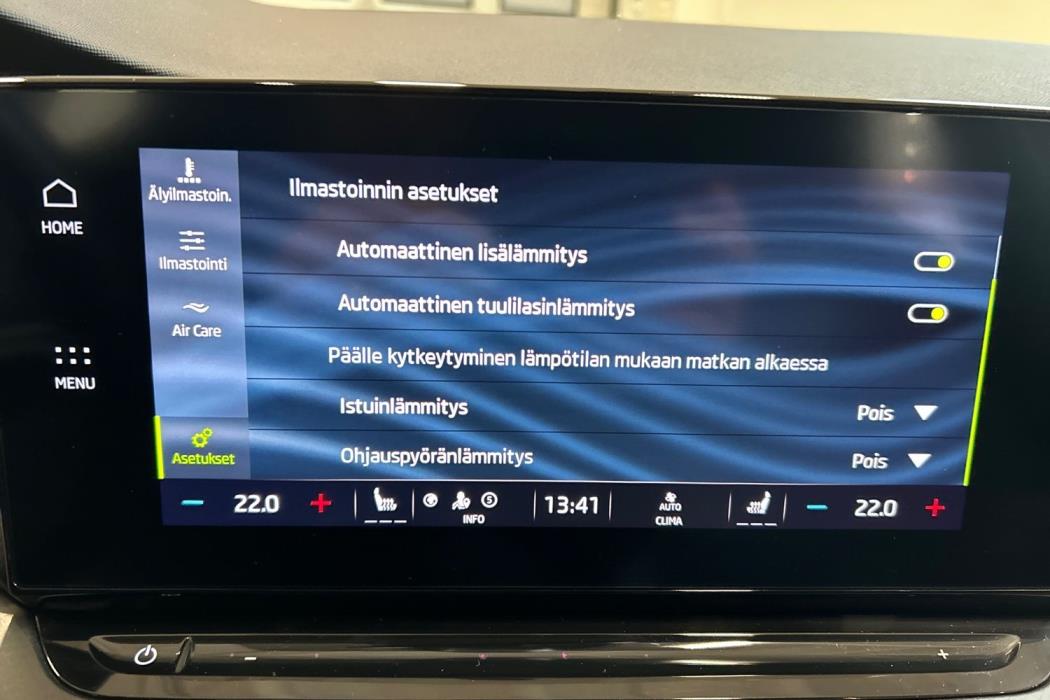 HOME
MENU
Älyilmastoin.
Ilmastointi
Air Care
Asetukset
Ilmastoinnin asetukset
Automaattinen lisälämmitys
Automaattinen tuulilasinlämmitys
Päälle kytkeytyminen lämpötilan mukaan matkan alkaessa
Istuinlämmitys Pois
Ohjauspyöränlämmitys Pois
− 22.0 + S INFO 13:41 AUTO CLIMA − 22.0 +
− +